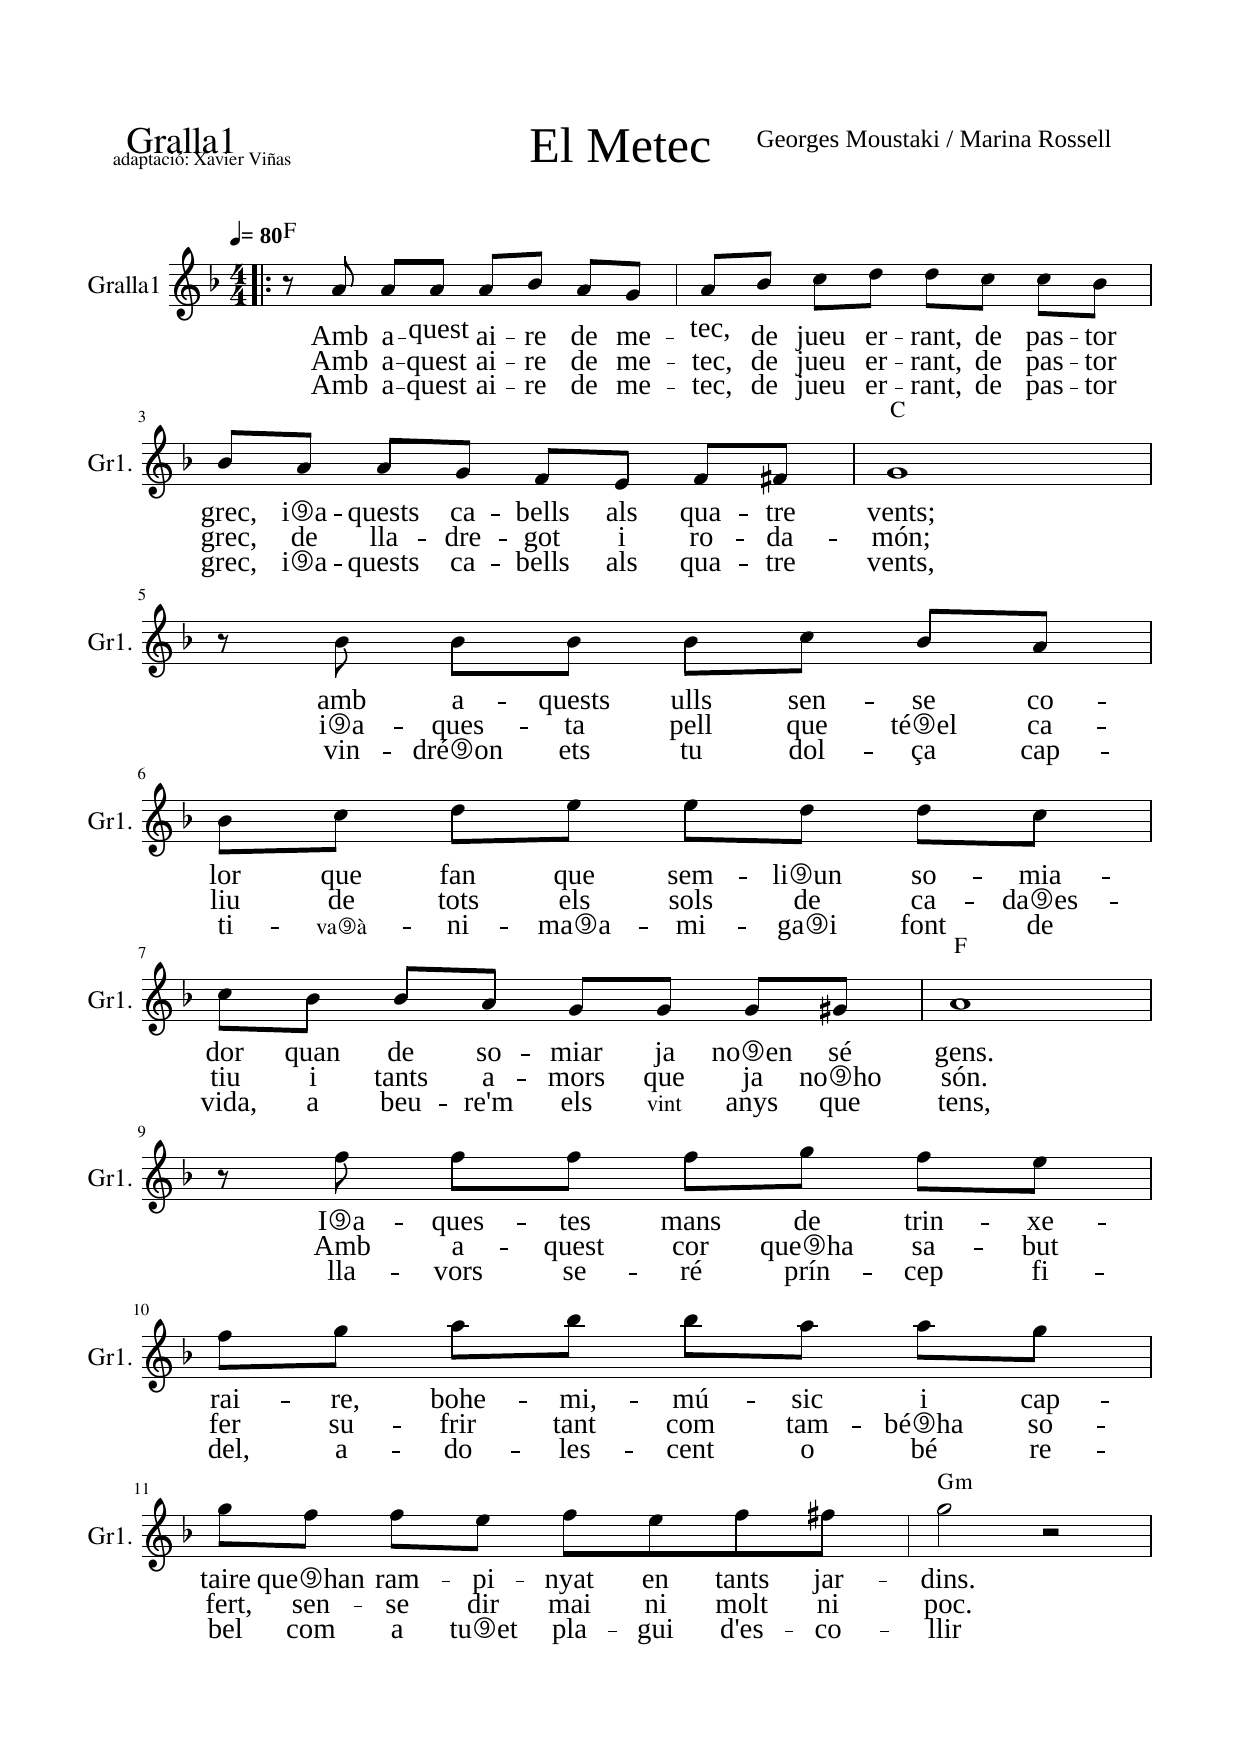 Gralla1
El Metec
Georges Moustaki / Marina Rossell
adaptació: Xavier Viñas
= 80 F
Gralla1
Amb a – quest ai – re de me – tec, de jueu er – rant, de pas – tor
Amb a – quest ai – re de me – tec, de jueu er – rant, de pas – tor
Amb a – quest ai – re de me – tec, de jueu er – rant, de pas – tor
3 C
Gr1.
grec, i⑨a – quests ca – bells als qua – tre vents;
grec, de lla – dre – got i ro – da – món;
grec, i⑨a – quests ca – bells als qua – tre vents,
5
Gr1.
amb a – quests ulls sen – se co –
i⑨a – ques – ta pell que té⑨el ca –
vin – dré⑨on ets tu dol – ça cap –
6
Gr1.
lor que fan que sem – li⑨un so – mia –
liu de tots els sols de ca – da⑨es –
ti – va⑨à – ni – ma⑨a – mi – ga⑨i font de
7 F
Gr1.
dor quan de so – miar ja no⑨en sé gens.
tiu i tants a – mors que ja no⑨ho són.
vida, a beu – re'm els vint anys que tens,
9
Gr1.
I⑨a – ques – tes mans de trin – xe –
Amb a – quest cor que⑨ha sa – but
lla – vors se – ré prín – cep fi –
10
Gr1.
rai – re, bohe – mi, – mú – sic i cap –
fer su – frir tant com tam – bé⑨ha so –
del, a – do – les – cent o bé re –
11 Gm
Gr1.
taire que⑨han ram – pi – nyat en tants jar – dins.
fert, sen – se dir mai ni molt ni poc.
bel com a tu⑨et pla – gui d'es – co – llir